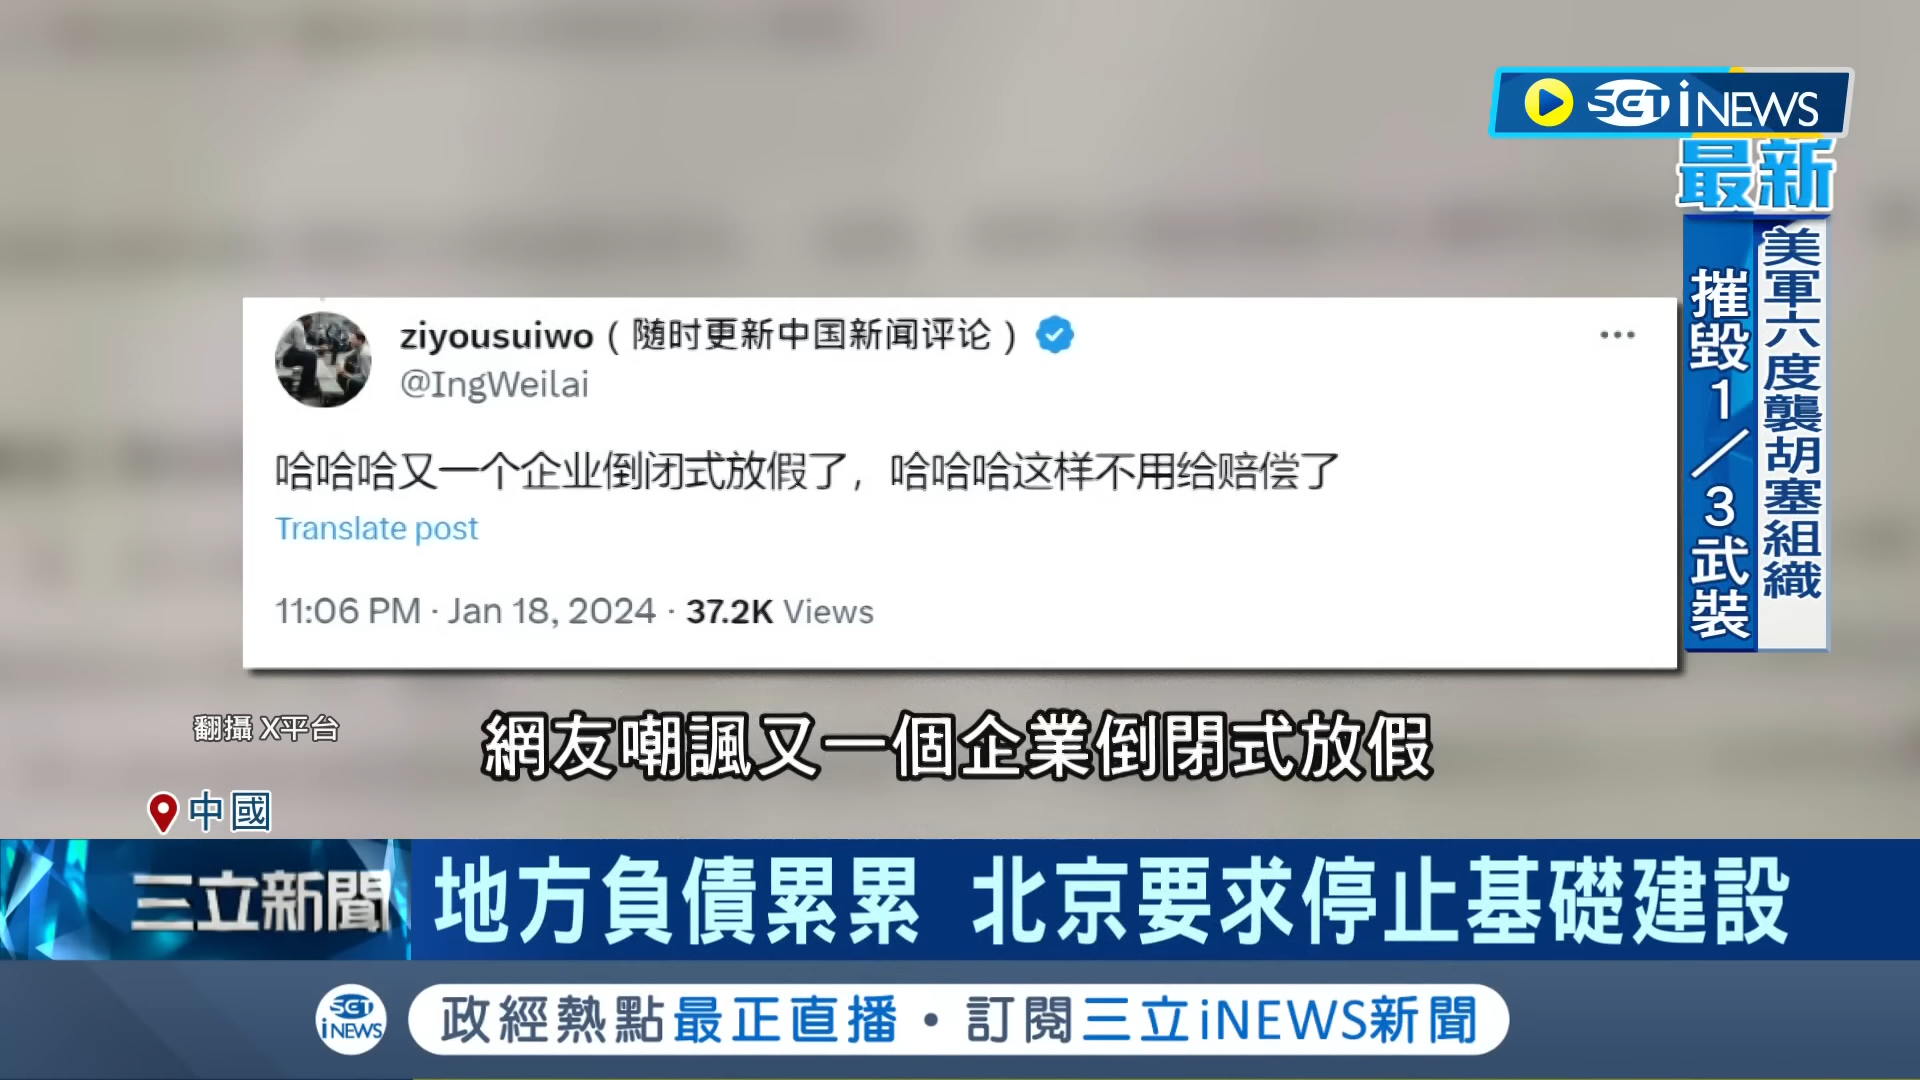 SET iNEWS
最新
美軍六度襲胡塞組織
摧毀1／3武裝
ziyousuiwo（随时更新中国新闻评论）
@IngWeilai
哈哈哈又一个企业倒闭式放假了，哈哈哈这样不用给赔偿了
Translate post
11:06 PM · Jan 18, 2024 · 37.2K Views
翻攝 X平台
網友嘲諷又一個企業倒閉式放假
中國
三立新聞
地方負債累累 北京要求停止基礎建設
SET iNEWS
政經熱點最正直播・訂閱三立iNEWS新聞